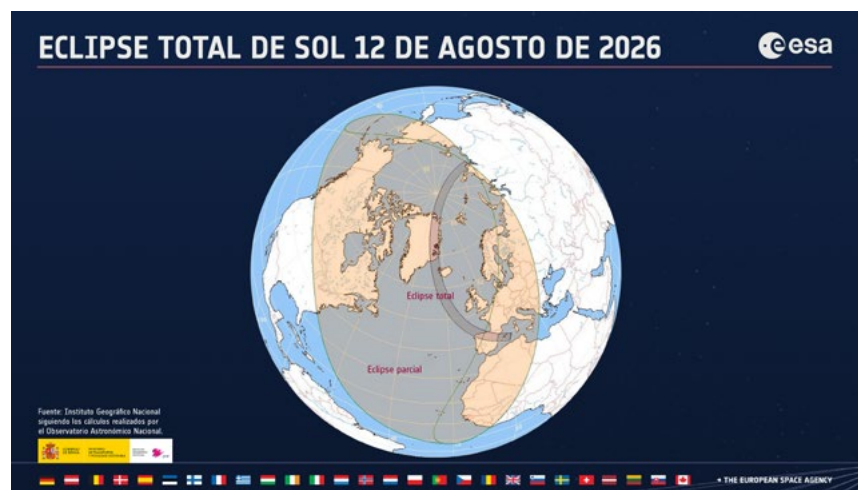 ECLIPSE TOTAL DE SOL 12 DE AGOSTO DE 2026
esa
Eclipse total
Eclipse parcial
Fuente: Instituto Geográfico Nacional
siguiendo los cálculos realizados por
el Observatorio Astronómico Nacional.
THE EUROPEAN SPACE AGENCY